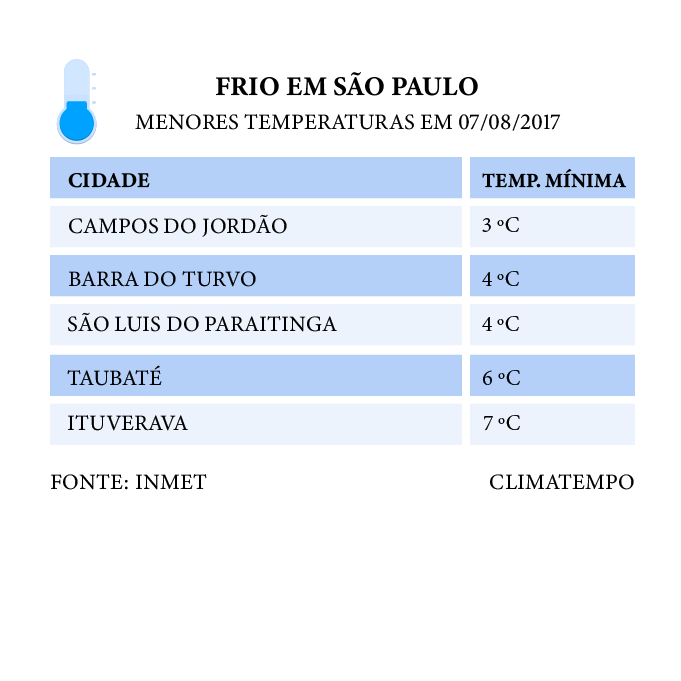 FRIO EM SÃO PAULO
MENORES TEMPERATURAS EM 07/08/2017
CIDADE TEMP. MÍNIMA
CAMPOS DO JORDÃO 3 ºC
BARRA DO TURVO 4 ºC
SÃO LUIS DO PARAITINGA 4 ºC
TAUBATÉ 6 ºC
ITUVERAVA 7 ºC
FONTE: INMET CLIMATEMPO